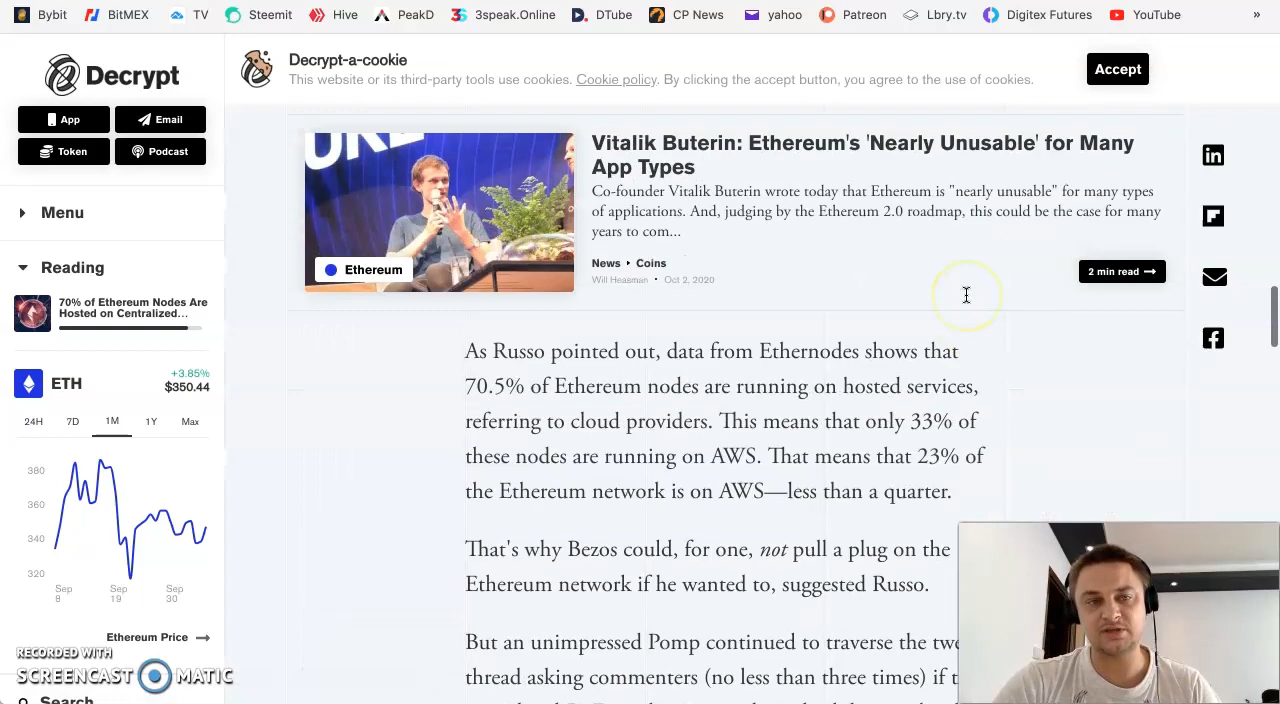 Bybit BitMEX TV Steemit Hive PeakD 3speak.Online DTube CP News yahoo Patreon Lbry.tv Digitex Futures YouTube »
Decrypt
App Email
Token Podcast
Menu
Reading
70% of Ethereum Nodes Are
Hosted on Centralized...
ETH
+3.85%
$350.44
24H 7D 1M 1Y Max
380
360
340
320
Sep 8
Sep 19
Sep 30
Ethereum Price
RECORDED WITH
SCREENCAST MATIC
Search
Decrypt-a-cookie
This website or its third-party tools use cookies. Cookie policy. By clicking the accept button, you agree to the use of cookies.
Accept
Vitalik Buterin: Ethereum's 'Nearly Unusable' for Many
App Types
Co-founder Vitalik Buterin wrote today that Ethereum is "nearly unusable" for many types
of applications. And, judging by the Ethereum 2.0 roadmap, this could be the case for many
years to com...
Ethereum
News Coins
Will Heasman • Oct 2, 2020
2 min read
As Russo pointed out, data from Ethernodes shows that
70.5% of Ethereum nodes are running on hosted services,
referring to cloud providers. This means that only 33% of
these nodes are running on AWS. That means that 23% of
the Ethereum network is on AWS—less than a quarter.
That's why Bezos could, for one, not pull a plug on the
Ethereum network if he wanted to, suggested Russo.
But an unimpressed Pomp continued to traverse the
thread asking commenters (no less than three times) if